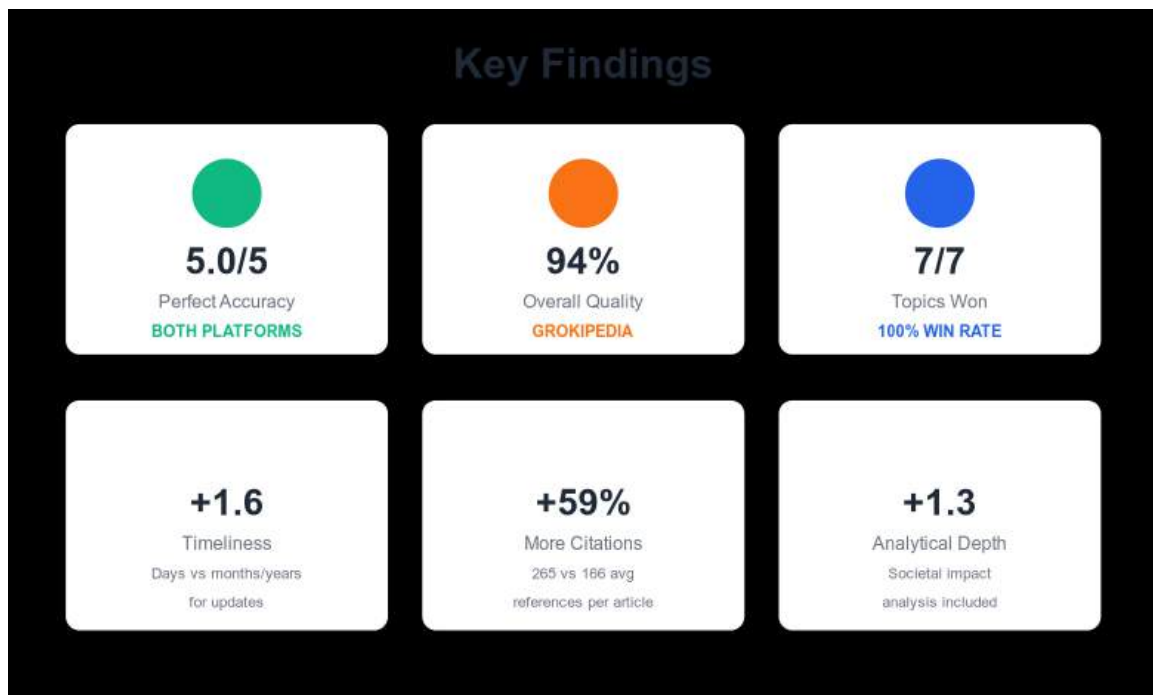 Key Findings
5.0/5
Perfect Accuracy
BOTH PLATFORMS
94%
Overall Quality
GROKIPEDIA
7/7
Topics Won
100% WIN RATE
+1.6
Timeliness
Days vs months/years
for updates
+59%
More Citations
265 vs 166 avg
references per article
+1.3
Analytical Depth
Societal impact
analysis included